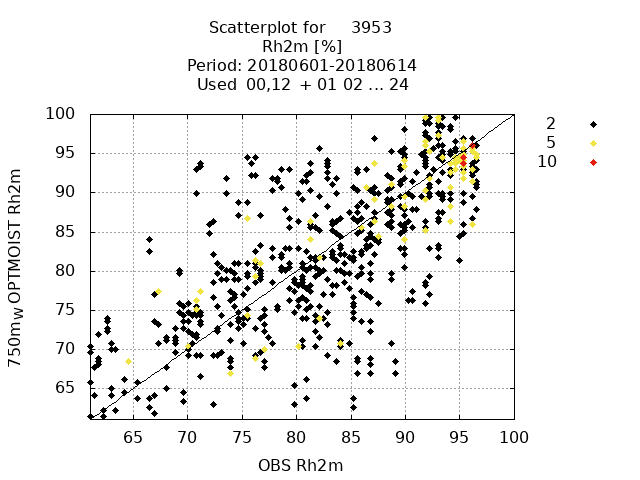 Scatterplot for 3953
Rh2m [%]
Period: 20180601-20180614
Used 00,12 + 01 02 ... 24
750mw OPTMOIST Rh2m
100
95
90
85
80
75
70
65
65 70 75 80 85 90 95 100
OBS Rh2m
2
5
10